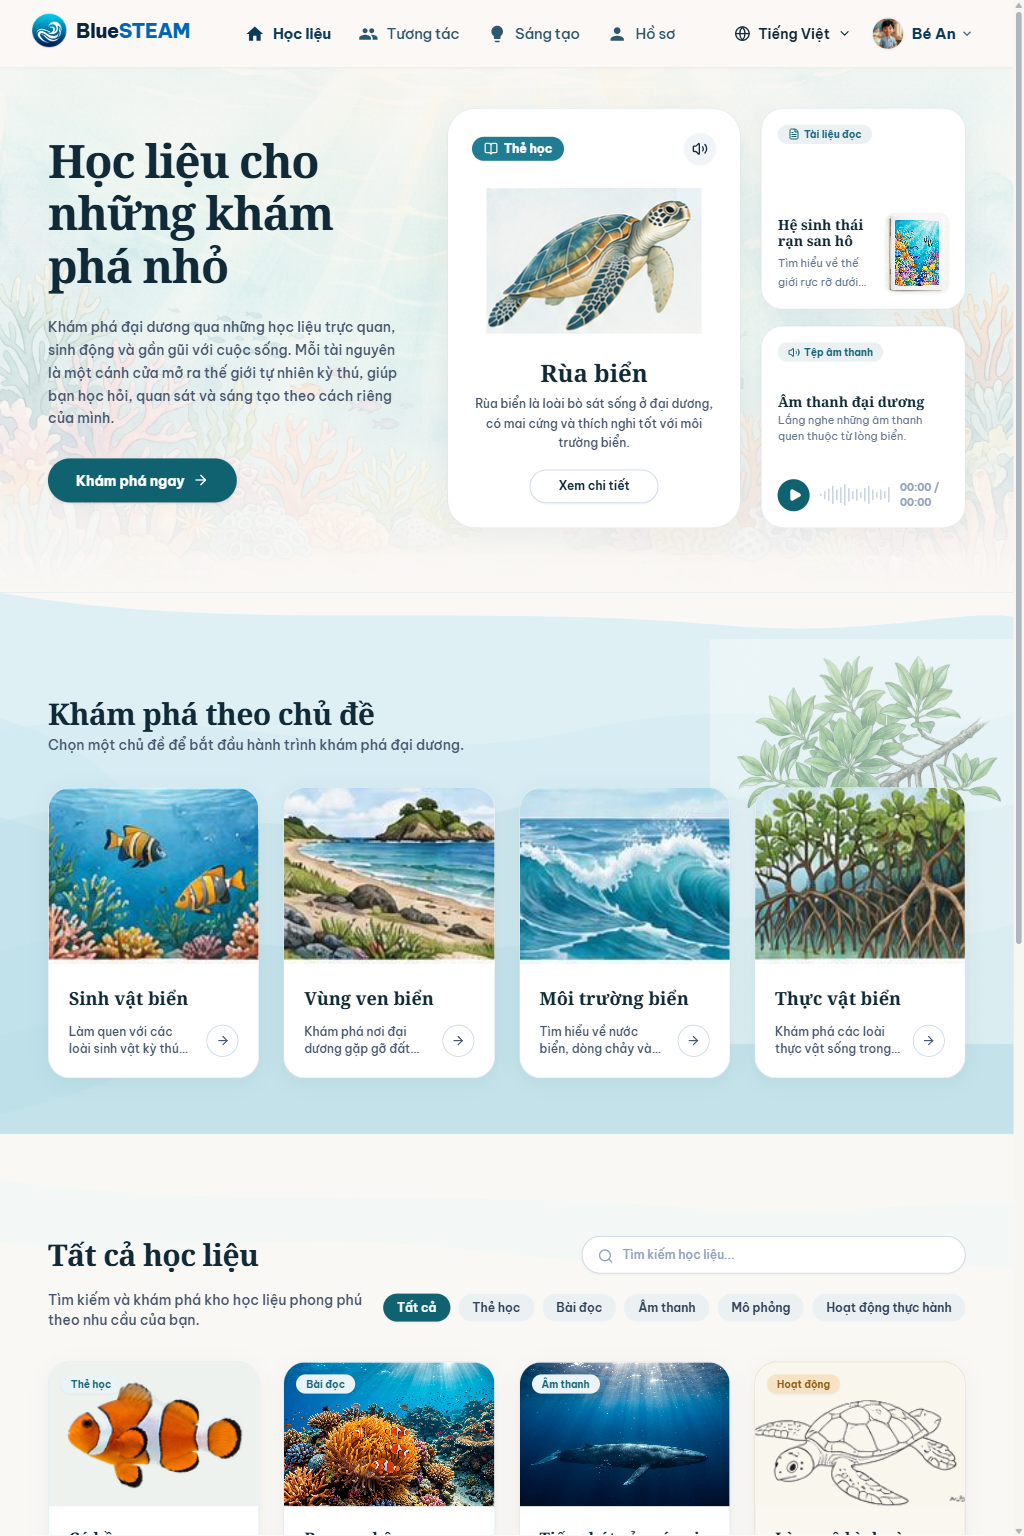 BlueSTEAM
Học liệu
Tương tác
Sáng tạo
Hồ sơ
Tiếng Việt
Bé An
Học liệu cho
những khám
phá nhỏ
Khám phá đại dương qua những học liệu trực quan,
sinh động và gần gũi với cuộc sống. Mỗi tài nguyên
là một cánh cửa mở ra thế giới tự nhiên kỳ thú, giúp
bạn học hỏi, quan sát và sáng tạo theo cách riêng
của mình.
Khám phá ngay
Thẻ học
Rùa biển
Rùa biển là loài bò sát sống ở đại dương,
có mai cứng và thích nghi tốt với môi
trường biển.
Xem chi tiết
Tài liệu đọc
Hệ sinh thái
rạn san hô
Tìm hiểu về thế
giới rực rỡ dưới...
Tệp âm thanh
Âm thanh đại dương
Lắng nghe những âm thanh
quen thuộc từ lòng biển.
00:00 /
00:00
Khám phá theo chủ đề
Chọn một chủ đề để bắt đầu hành trình khám phá đại dương.
Sinh vật biển
Làm quen với các
loài sinh vật kỳ thú...
Vùng ven biển
Khám phá nơi đại
dương gặp gỡ đất...
Môi trường biển
Tìm hiểu về nước
biển, dòng chảy và...
Thực vật biển
Khám phá các loài
thực vật sống trong...
Tất cả học liệu
Tìm kiếm học liệu...
Tìm kiếm và khám phá kho học liệu phong phú
theo nhu cầu của bạn.
Tất cả
Thẻ học
Bài đọc
Âm thanh
Mô phỏng
Hoạt động thực hành
Thẻ học
Bài đọc
Âm thanh
Hoạt động